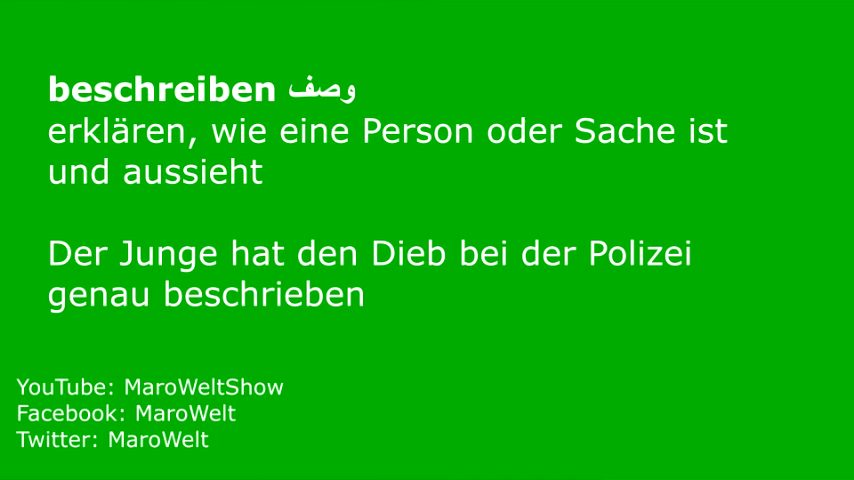 beschreiben وصف
erklären, wie eine Person oder Sache ist
und aussieht
Der Junge hat den Dieb bei der Polizei
genau beschrieben
YouTube: MaroWeltShow
Facebook: MaroWelt
Twitter: MaroWelt